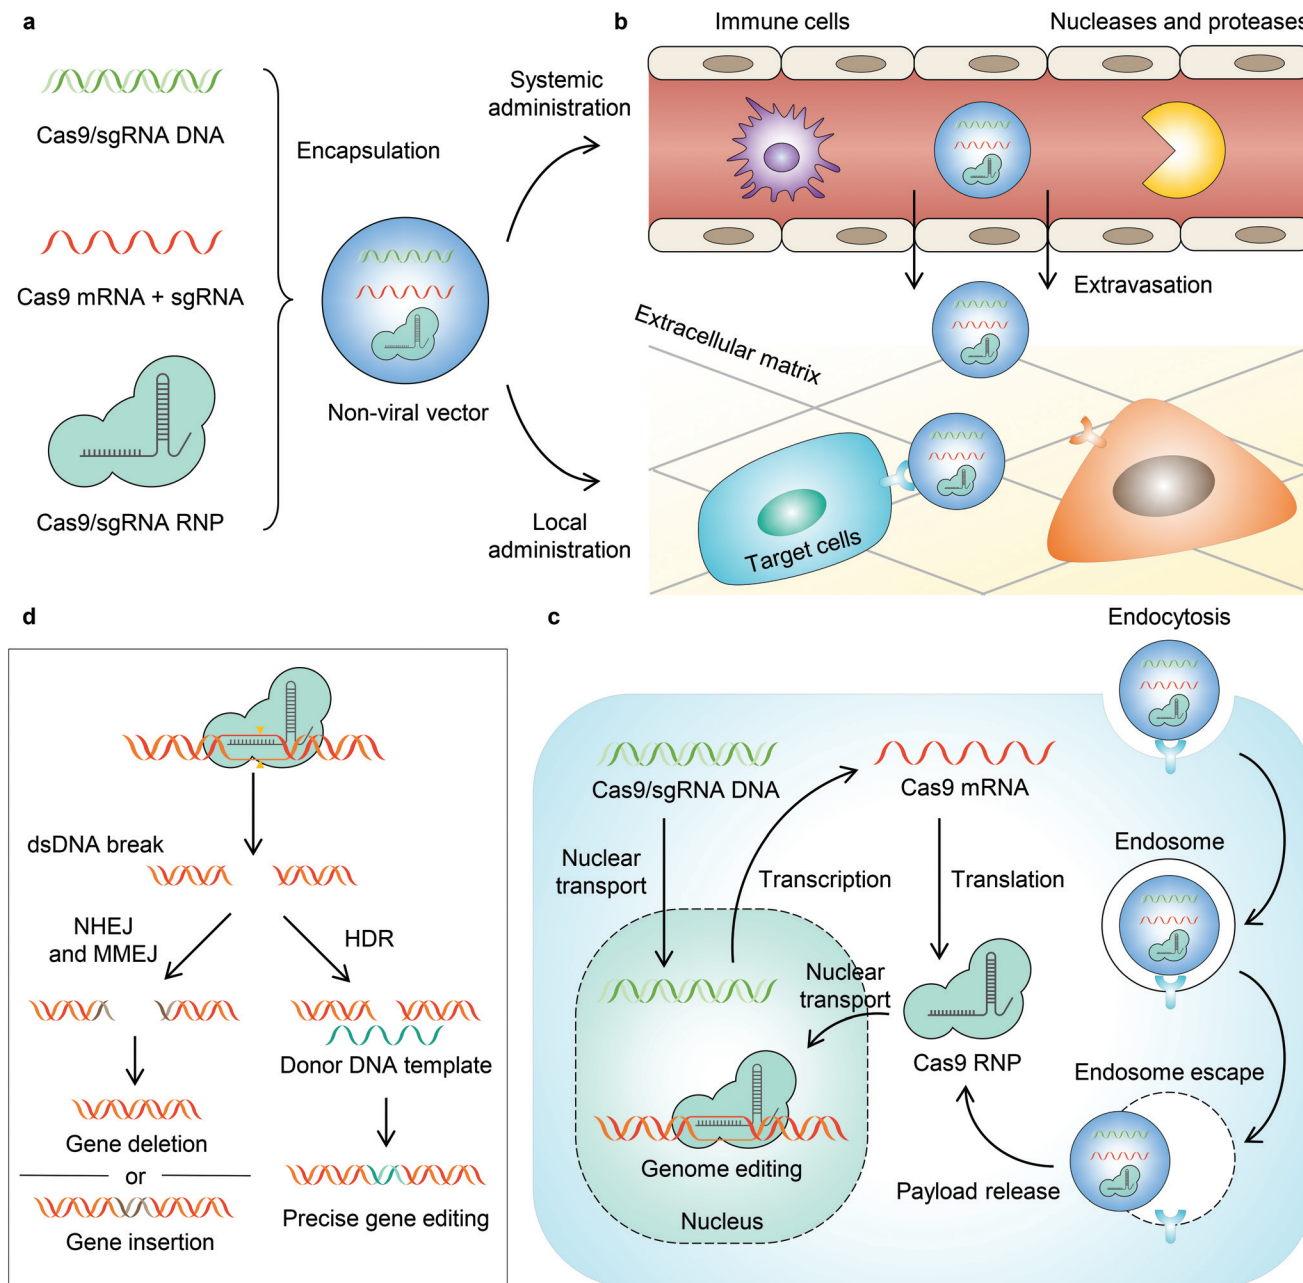 a
Cas9/sgRNA DNA
Encapsulation
Cas9 mRNA + sgRNA
Non-viral vector
Cas9/sgRNA RNP
Systemic
administration
Local
administration
b
Immune cells
Nucleases and proteases
Extravasation
Extracellular matrix
Target cells
d
dsDNA break
NHEJ
and MMEJ
HDR
Donor DNA template
Gene deletion
or
Gene insertion
Precise gene editing
c
Endocytosis
Cas9/sgRNA DNA
Cas9 mRNA
Nuclear
transport
Transcription
Translation
Endosome
Nuclear
transport
Cas9 RNP
Endosome escape
Genome editing
Payload release
Nucleus